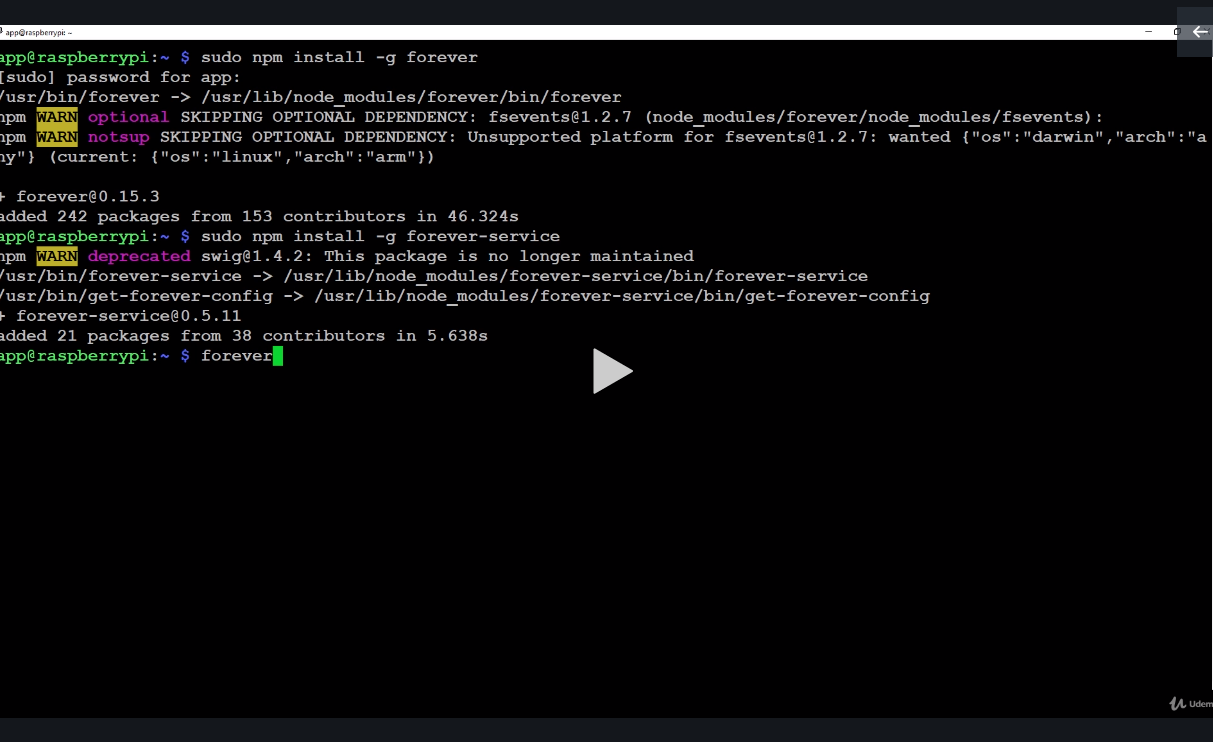 app@raspberrypi: ~
app@raspberrypi:~ $ sudo npm install -g forever
[sudo] password for app:
/usr/bin/forever -> /usr/lib/node_modules/forever/bin/forever
npm WARN optional SKIPPING OPTIONAL DEPENDENCY: fsevents@1.2.7 (node_modules/forever/node_modules/fsevents):
npm WARN notsup SKIPPING OPTIONAL DEPENDENCY: Unsupported platform for fsevents@1.2.7: wanted {"os":"darwin","arch":"a
ny"} (current: {"os":"linux","arch":"arm"})
+ forever@0.15.3
added 242 packages from 153 contributors in 46.324s
app@raspberrypi:~ $ sudo npm install -g forever-service
npm WARN deprecated swig@1.4.2: This package is no longer maintained
/usr/bin/forever-service -> /usr/lib/node_modules/forever-service/bin/forever-service
/usr/bin/get-forever-config -> /usr/lib/node_modules/forever-service/bin/get-forever-config
+ forever-service@0.5.11
added 21 packages from 38 contributors in 5.638s
app@raspberrypi:~ $ forever
Udem